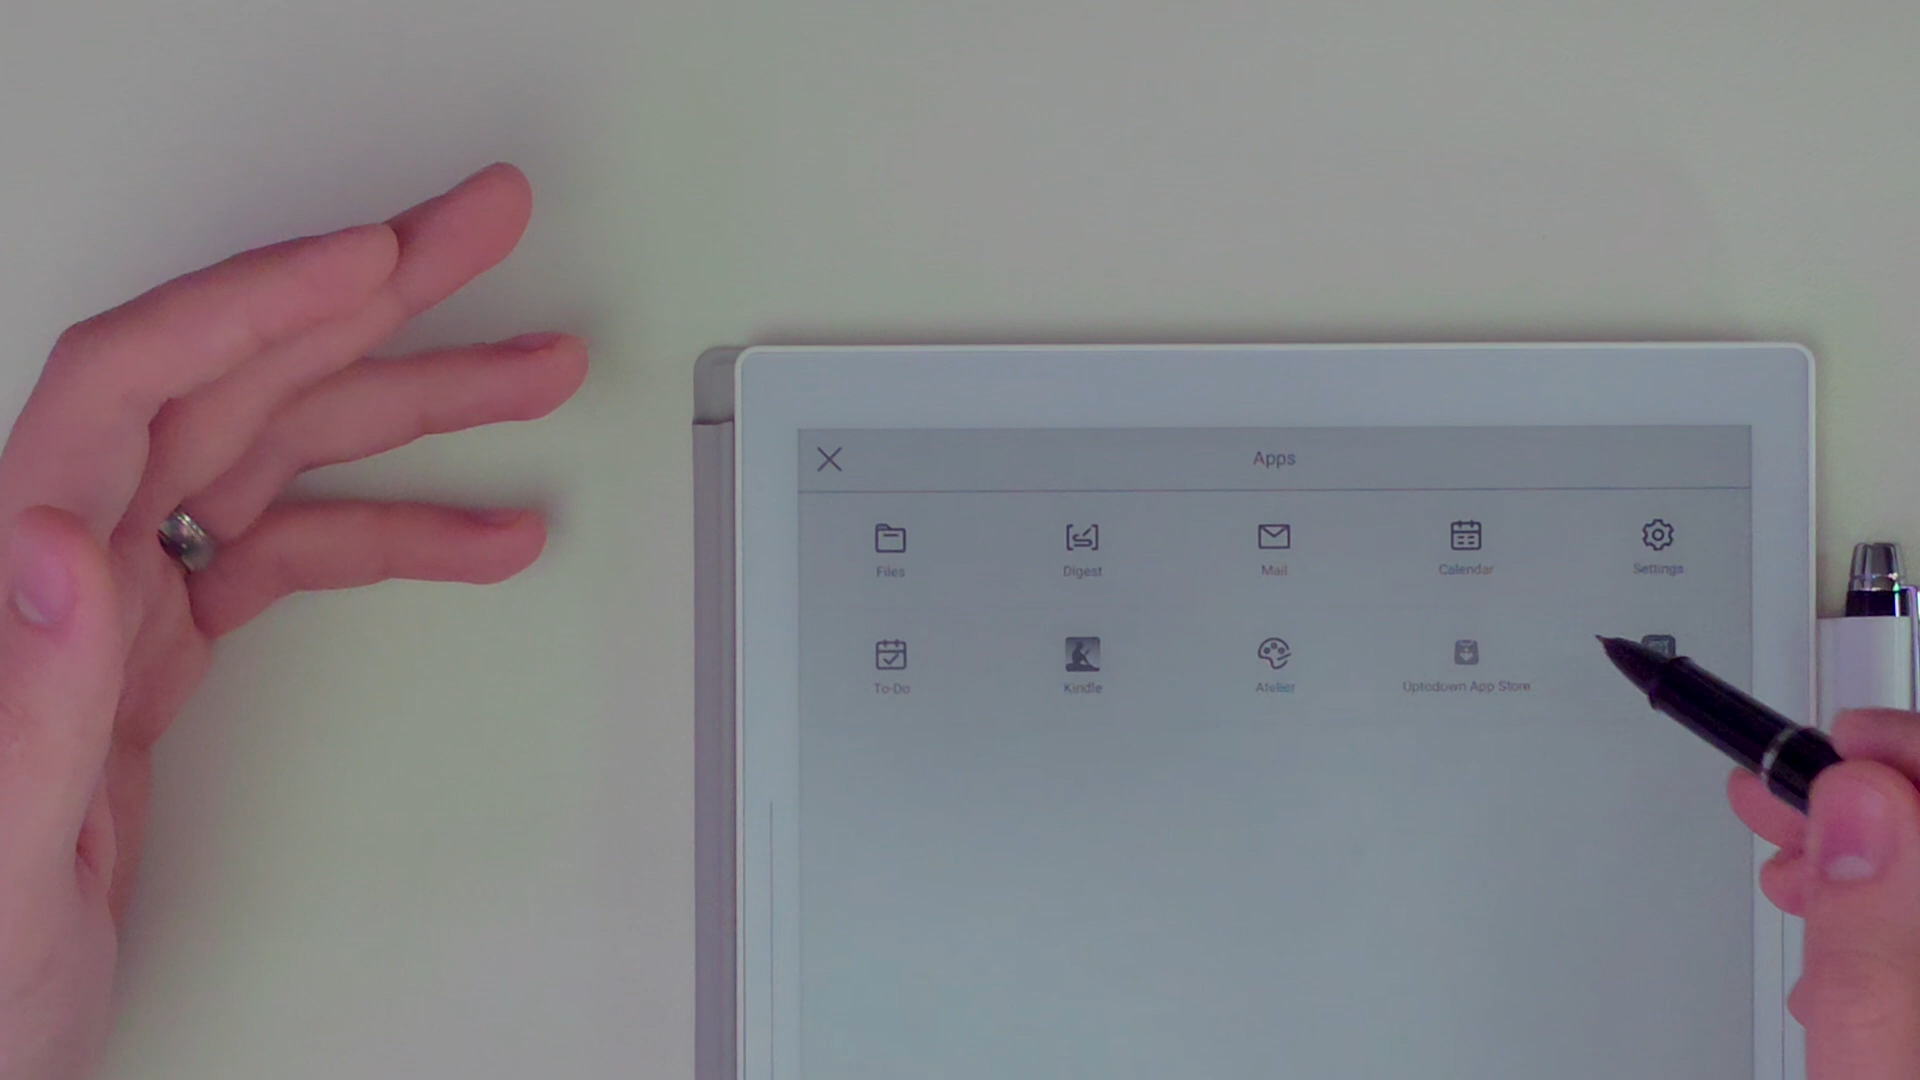 Apps
Files
Digest
Mail
Calendar
Settings
To-Do
Kindle
Atelier
Uptodown App Store